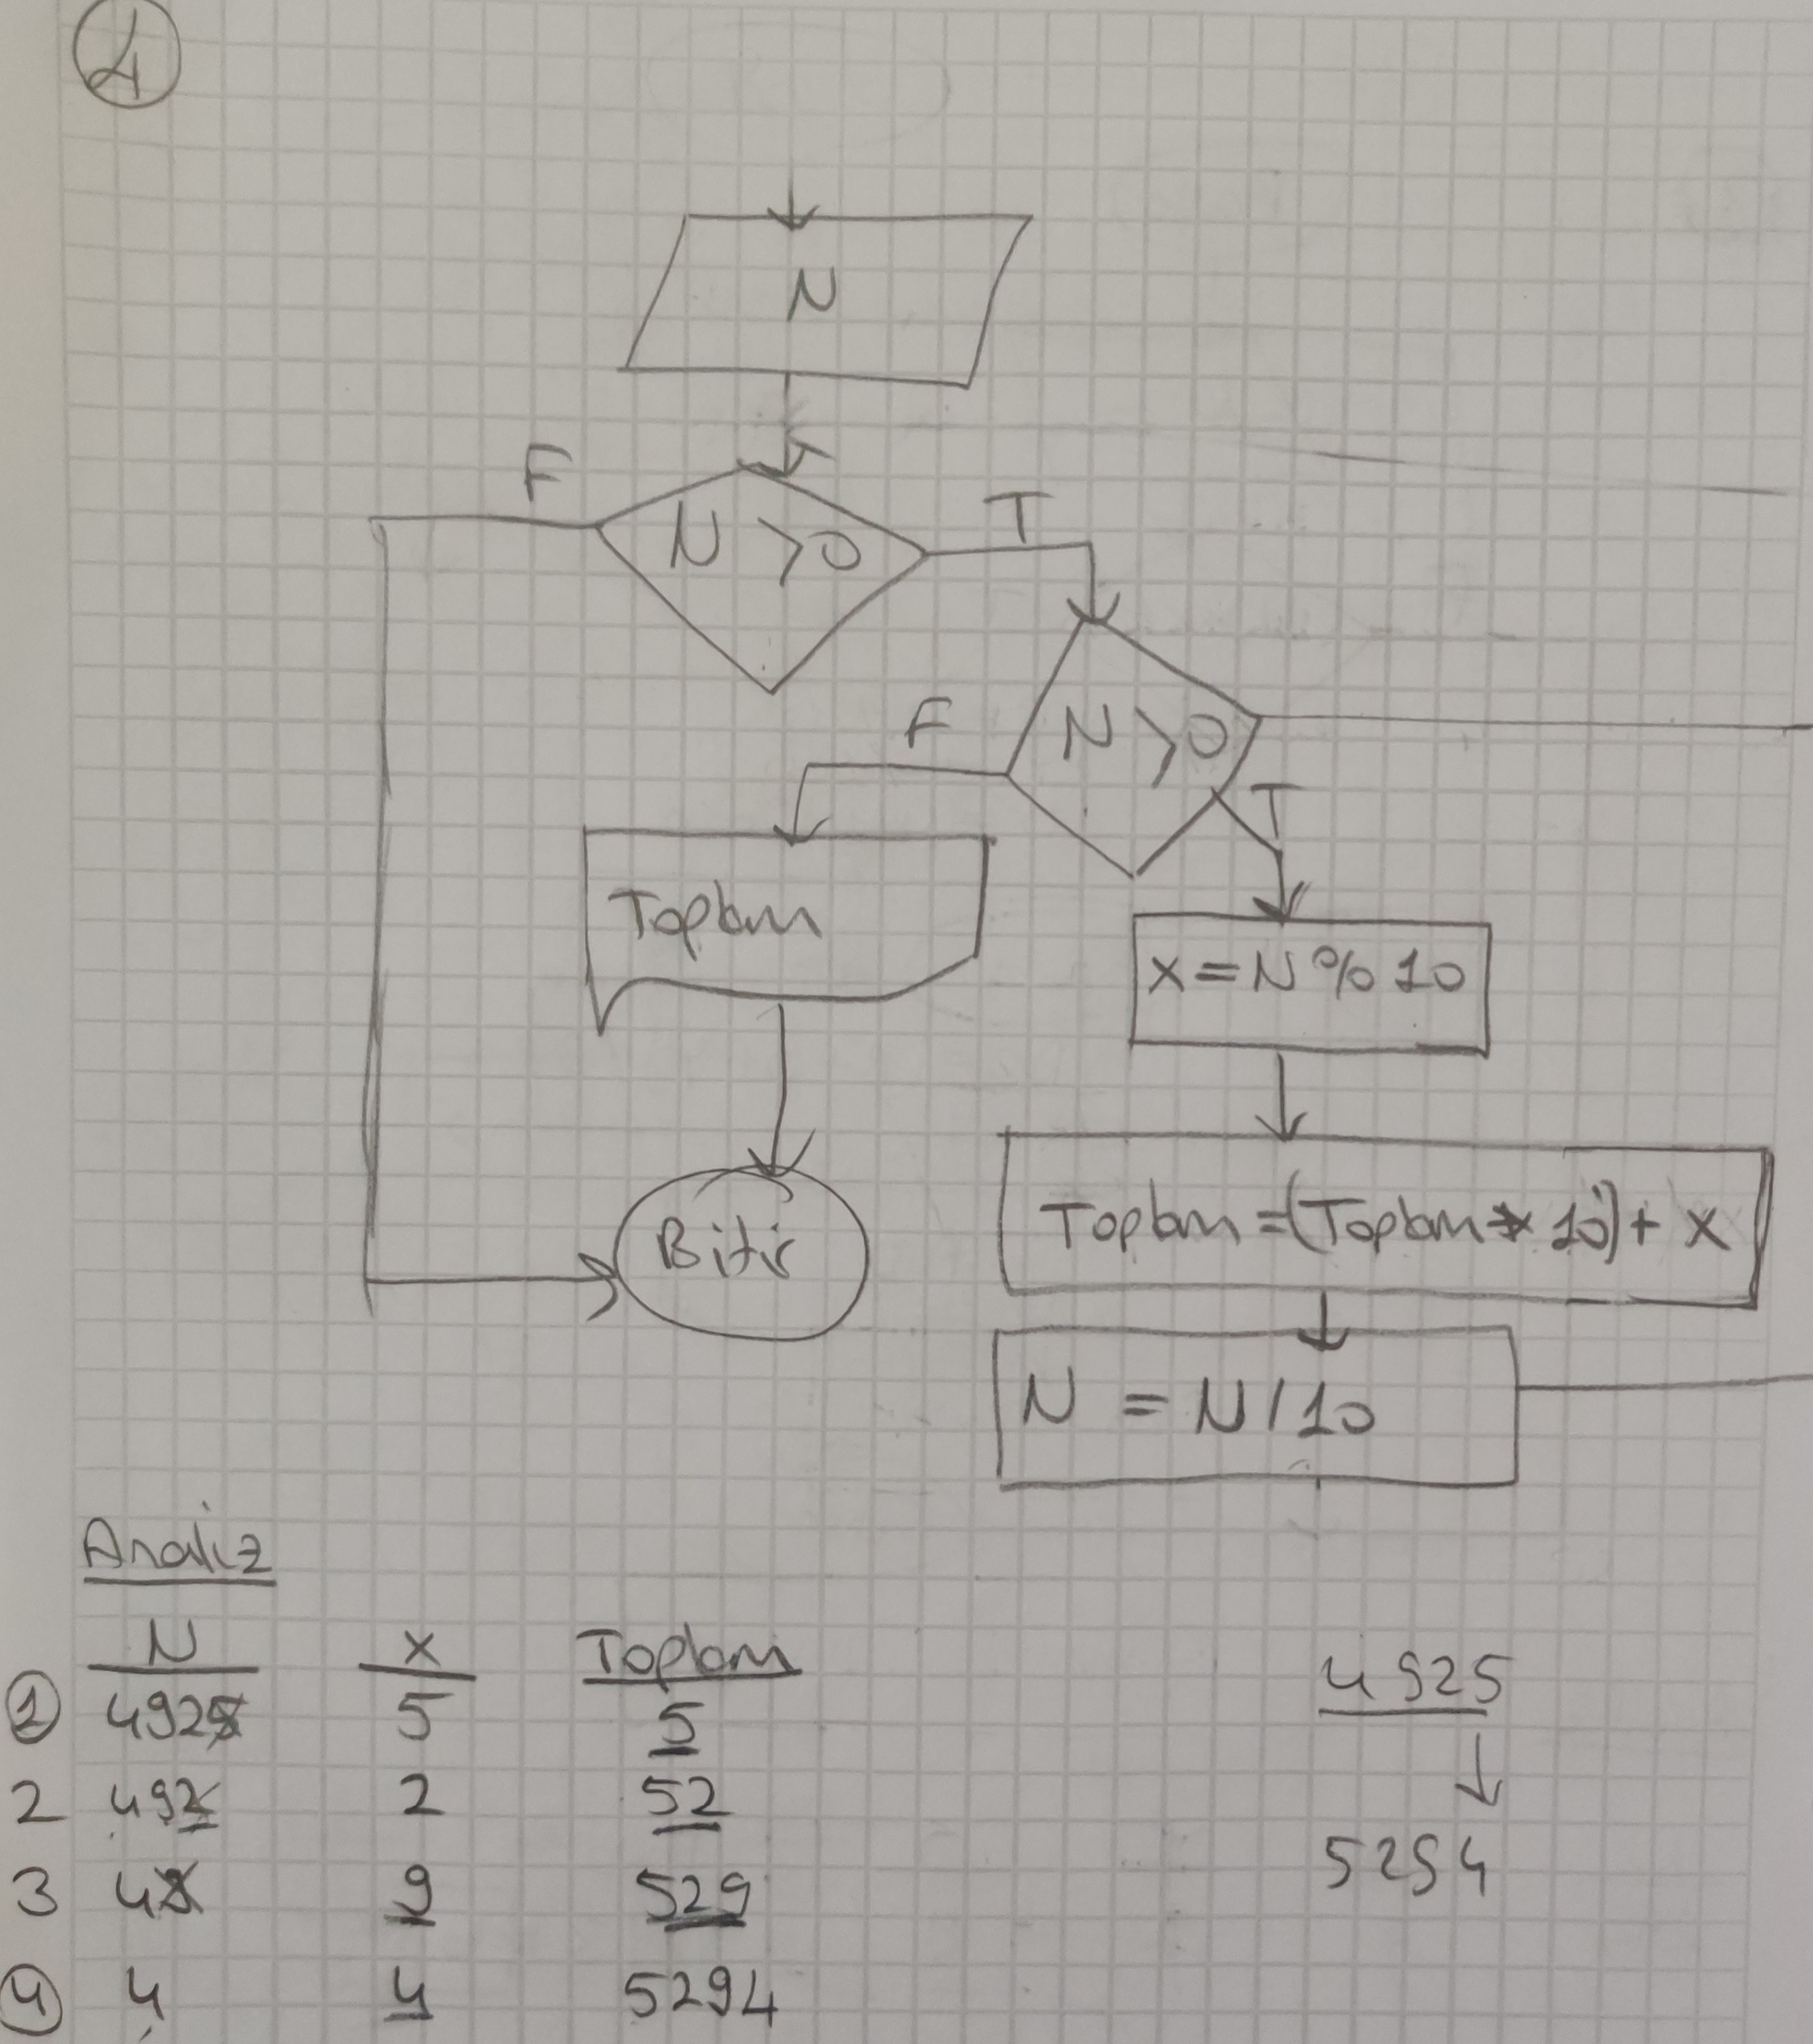 4
N
F
N > 0
T
N > 0
F
T
Toplam
x = N % 10
Toplam = (Toplam * 10) + x
Bitir
N = N / 10
Analiz
N x Toplam
1 4925 5 5
2 492 2 52
3 49 9 529
4 4 4 5294
4925
5294